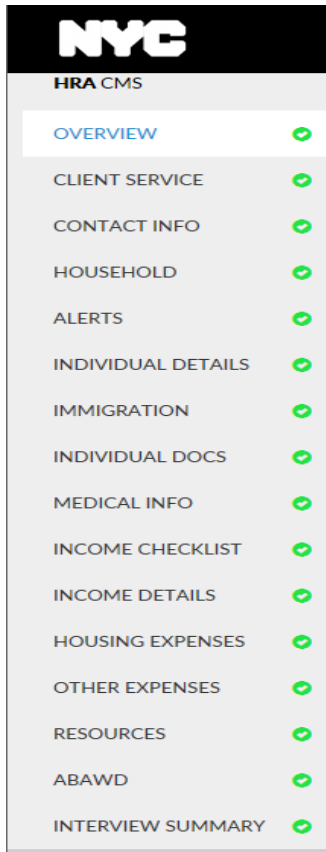 NYC
HRA CMS
OVERVIEW
CLIENT SERVICE
CONTACT INFO
HOUSEHOLD
ALERTS
INDIVIDUAL DETAILS
IMMIGRATION
INDIVIDUAL DOCS
MEDICAL INFO
INCOME CHECKLIST
INCOME DETAILS
HOUSING EXPENSES
OTHER EXPENSES
RESOURCES
ABAWD
INTERVIEW SUMMARY